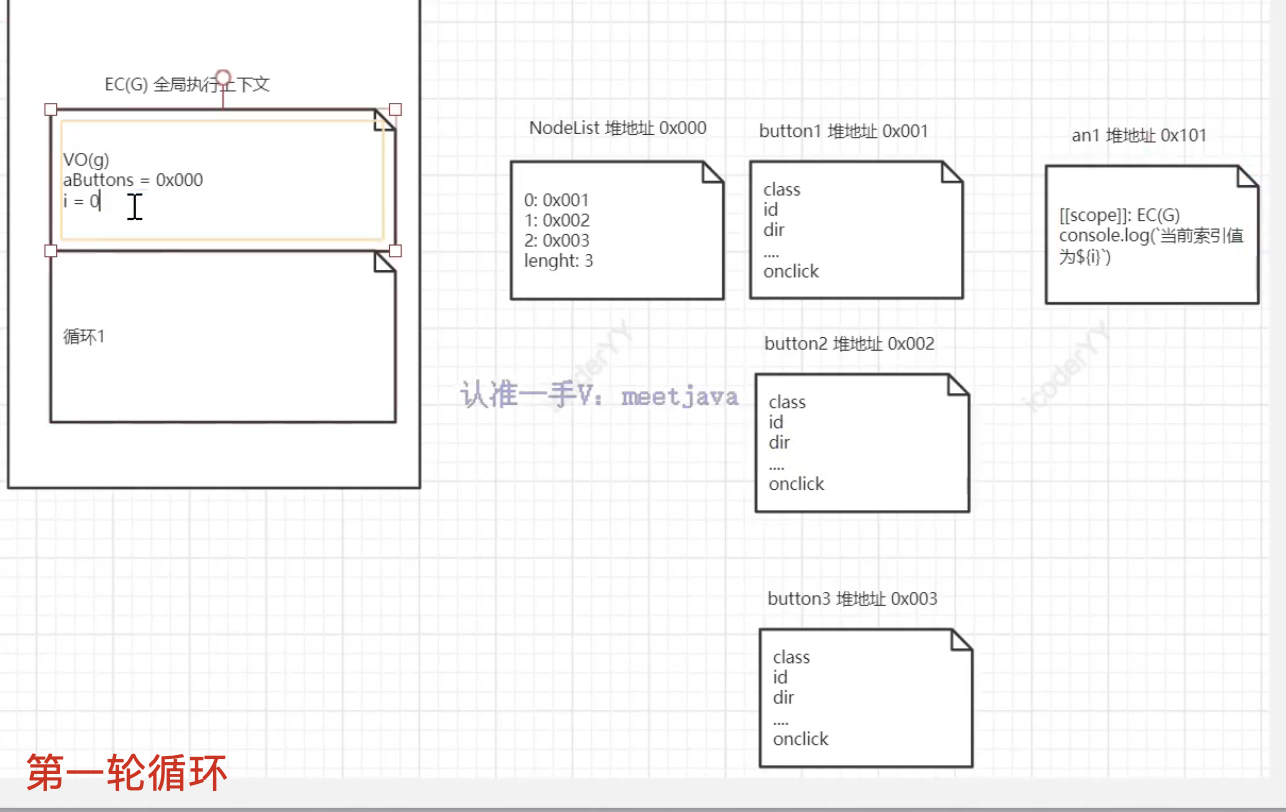 EC(G) 全局执行上下文
VO(g)
aButtons = 0x000
i = 0
循环1
NodeList 堆地址 0x000
0: 0x001
1: 0x002
2: 0x003
lenght: 3
button1 堆地址 0x001
class
id
dir
....
onclick
an1 堆地址 0x101
[[scope]]: EC(G)
console.log(`当前索引值
为${i}`)
button2 堆地址 0x002
class
id
dir
....
onclick
icoderYY
icoderYY
认准一手V：meetjava
button3 堆地址 0x003
class
id
dir
....
onclick
第一轮循环